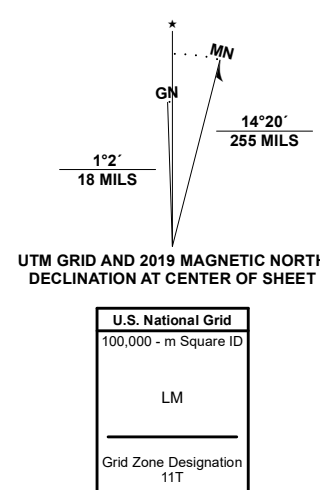 ★
MN
GN
14°20´
255 MILS
1°2´
18 MILS
UTM GRID AND 2019 MAGNETIC NORTH
DECLINATION AT CENTER OF SHEET
U.S. National Grid
100,000 - m Square ID
LM
Grid Zone Designation
11T